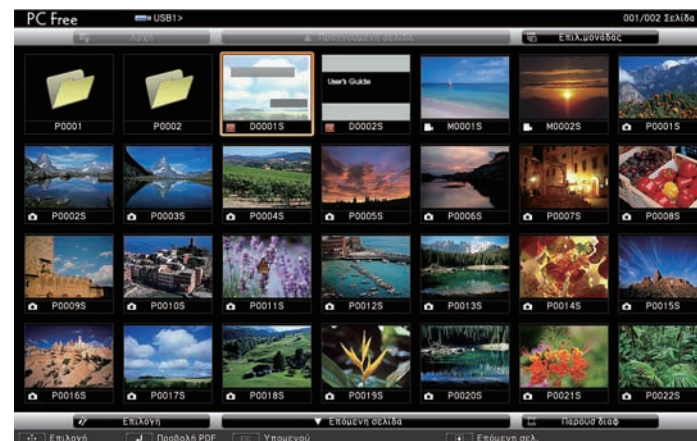 PC Free USB1> 001/002 Σελίδα
Αρχή ▲ Προηγούμενη σελίδα Επιλ.μονάδας
P0001 P0002 D0001S D0002S M0001S M0002S P0001S
User's Guide
P0002S P0003S P0004S P0005S P0006S P0007S P0008S
P0009S P0010S P0011S P0012S P0013S P0014S P0015S
P0016S P0017S P0018S P0019S P0020S P0021S P0022S
Επιλογή ▼ Επόμενη σελίδα Παρουσ διαφ
Επιλογή Προβολή PDF Υπομενού Επόμενη σελ.